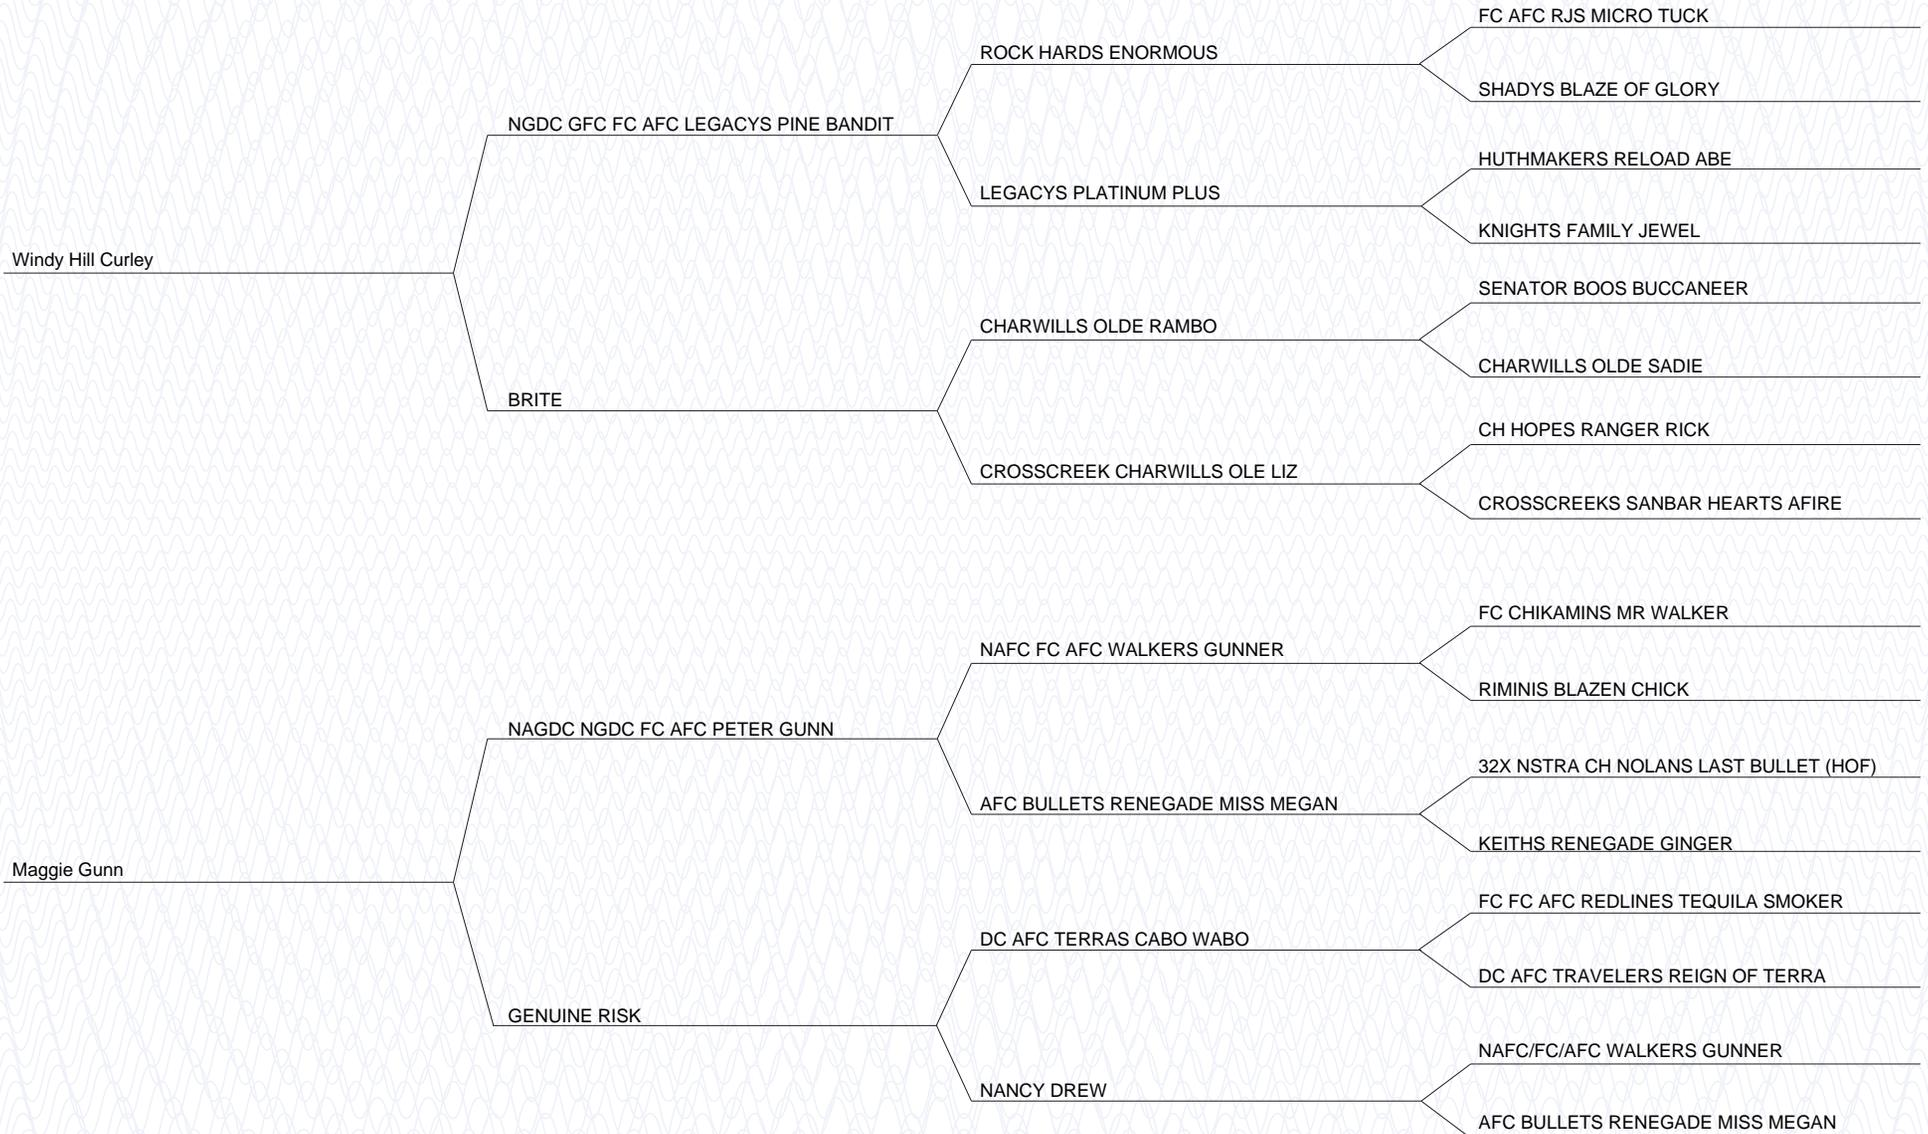 FC AFC RJS MICRO TUCK
ROCK HARDS ENORMOUS
SHADYS BLAZE OF GLORY
NGDC GFC FC AFC LEGACYS PINE BANDIT
HUTHMAKERS RELOAD ABE
LEGACYS PLATINUM PLUS
KNIGHTS FAMILY JEWEL
Windy Hill Curley
SENATOR BOOS BUCCANEER
CHARWILLS OLDE RAMBO
CHARWILLS OLDE SADIE
BRITE
CH HOPES RANGER RICK
CROSSCREEK CHARWILLS OLE LIZ
CROSSCREEKS SANBAR HEARTS AFIRE
FC CHIKAMINS MR WALKER
NAFC FC AFC WALKERS GUNNER
RIMINIS BLAZEN CHICK
NAGDC NGDC FC AFC PETER GUNN
32X NSTRA CH NOLANS LAST BULLET (HOF)
AFC BULLETS RENEGADE MISS MEGAN
KEITHS RENEGADE GINGER
Maggie Gunn
FC FC AFC REDLINES TEQUILA SMOKER
DC AFC TERRAS CABO WABO
DC AFC TRAVELERS REIGN OF TERRA
GENUINE RISK
NAFC/FC/AFC WALKERS GUNNER
NANCY DREW
AFC BULLETS RENEGADE MISS MEGAN